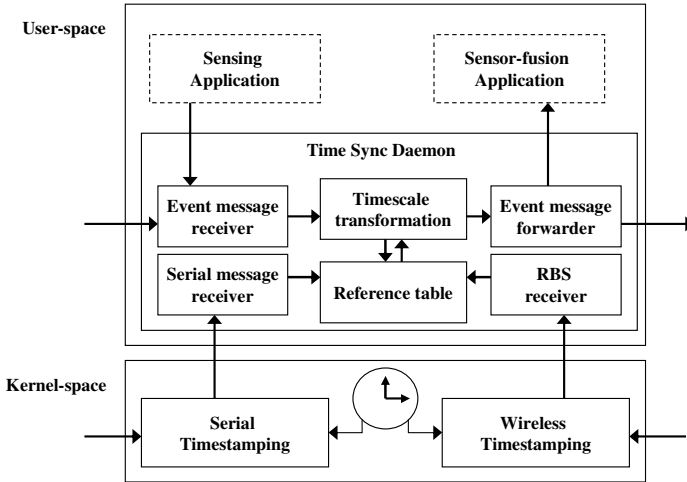 User-space
Sensing
Application
Sensor-fusion
Application
Time Sync Daemon
Event message
receiver
Timescale
transformation
Event message
forwarder
Serial message
receiver
Reference table
RBS
receiver
Kernel-space
Serial
Timestamping
Wireless
Timestamping